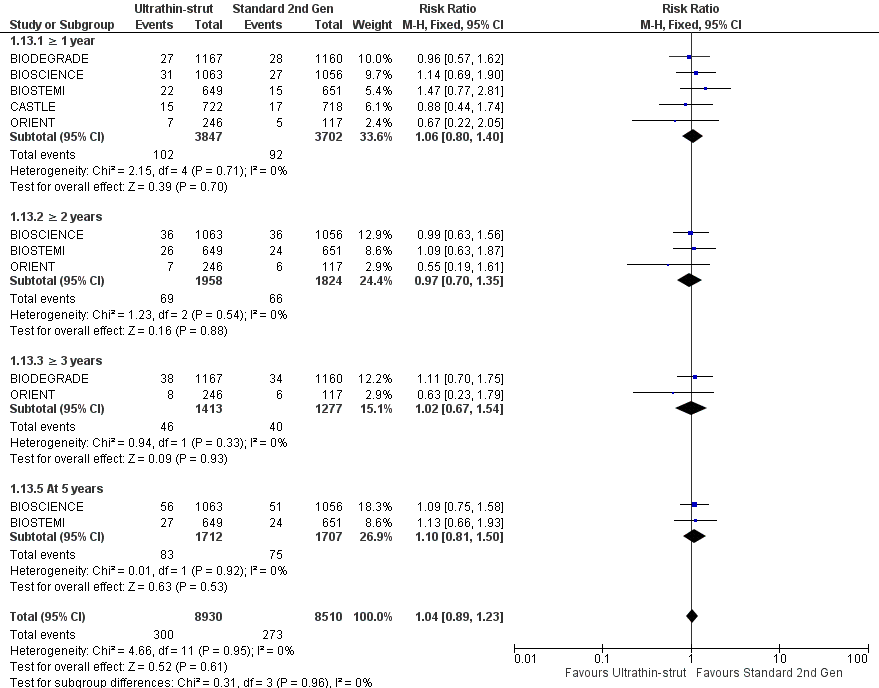 Ultrathin-strut Standard 2nd Gen Risk Ratio Risk Ratio
Study or Subgroup Events Total Events Total Weight M-H, Fixed, 95% CI M-H, Fixed, 95% CI
1.13.1 ≥ 1 year
BIODEGRADE 27 1167 28 1160 10.0% 0.96 [0.57, 1.62]
BIOSCIENCE 31 1063 27 1056 9.7% 1.14 [0.69, 1.90]
BIOSTEMI 22 649 15 651 5.4% 1.47 [0.77, 2.81]
CASTLE 15 722 17 718 6.1% 0.88 [0.44, 1.74]
ORIENT 7 246 5 117 2.4% 0.67 [0.22, 2.05]
Subtotal (95% CI) 3847 3702 33.6% 1.06 [0.80, 1.40]
Total events 102 92
Heterogeneity: Chi² = 2.15, df = 4 (P = 0.71); I² = 0%
Test for overall effect: Z = 0.39 (P = 0.70)
1.13.2 ≥ 2 years
BIOSCIENCE 36 1063 36 1056 12.9% 0.99 [0.63, 1.56]
BIOSTEMI 26 649 24 651 8.6% 1.09 [0.63, 1.87]
ORIENT 7 246 6 117 2.9% 0.55 [0.19, 1.61]
Subtotal (95% CI) 1958 1824 24.4% 0.97 [0.70, 1.35]
Total events 69 66
Heterogeneity: Chi² = 1.23, df = 2 (P = 0.54); I² = 0%
Test for overall effect: Z = 0.16 (P = 0.88)
1.13.3 ≥ 3 years
BIODEGRADE 38 1167 34 1160 12.2% 1.11 [0.70, 1.75]
ORIENT 8 246 6 117 2.9% 0.63 [0.23, 1.79]
Subtotal (95% CI) 1413 1277 15.1% 1.02 [0.67, 1.54]
Total events 46 40
Heterogeneity: Chi² = 0.94, df = 1 (P = 0.33); I² = 0%
Test for overall effect: Z = 0.09 (P = 0.93)
1.13.5 At 5 years
BIOSCIENCE 56 1063 51 1056 18.3% 1.09 [0.75, 1.58]
BIOSTEMI 27 649 24 651 8.6% 1.13 [0.66, 1.93]
Subtotal (95% CI) 1712 1707 26.9% 1.10 [0.81, 1.50]
Total events 83 75
Heterogeneity: Chi² = 0.01, df = 1 (P = 0.92); I² = 0%
Test for overall effect: Z = 0.63 (P = 0.53)
Total (95% CI) 8930 8510 100.0% 1.04 [0.89, 1.23]
Total events 300 273
Heterogeneity: Chi² = 4.66, df = 11 (P = 0.95); I² = 0%
Test for overall effect: Z = 0.52 (P = 0.61)
Test for subgroup differences: Chi² = 0.31, df = 3 (P = 0.96), I² = 0%
0.01 0.1 1 10 100
Favours Ultrathin-strut Favours Standard 2nd Gen